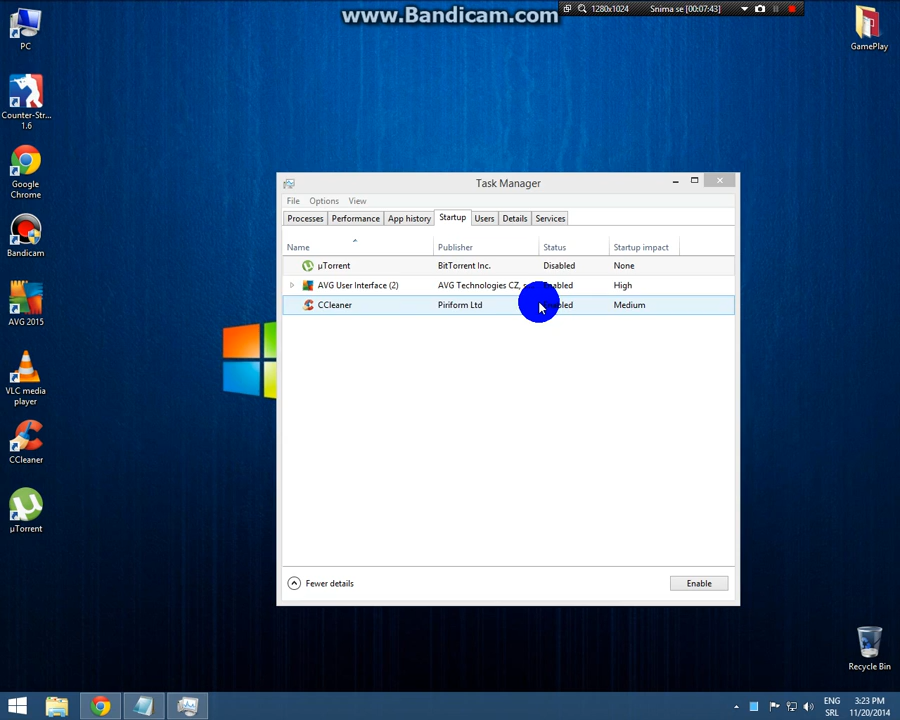 www.Bandicam.com
1280x1024
Snima se [00:07:43]
PC
GamePlay
Counter-Str...
1.6
Google
Chrome
Bandicam
AVG 2015
VLC media
player
CCleaner
µTorrent
Task Manager
File Options View
Processes Performance App history Startup Users Details Services
Name Publisher Status Startup impact
µTorrent BitTorrent Inc. Disabled None
AVG User Interface (2) AVG Technologies CZ, Enabled High
CCleaner Piriform Ltd Enabled Medium
Fewer details Enable
Recycle Bin
ENG 3:23 PM
SRL 11/20/2014